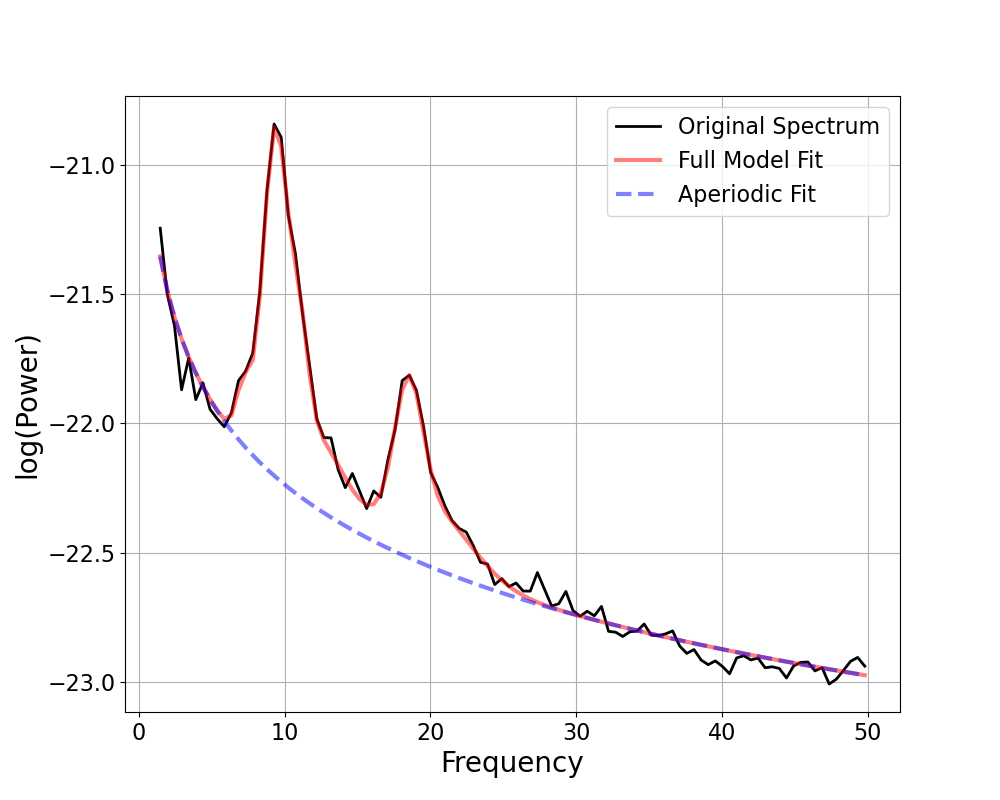 Original Spectrum
Full Model Fit
Aperiodic Fit
log(Power)
−21.0
−21.5
−22.0
−22.5
−23.0
0 10 20 30 40 50
Frequency